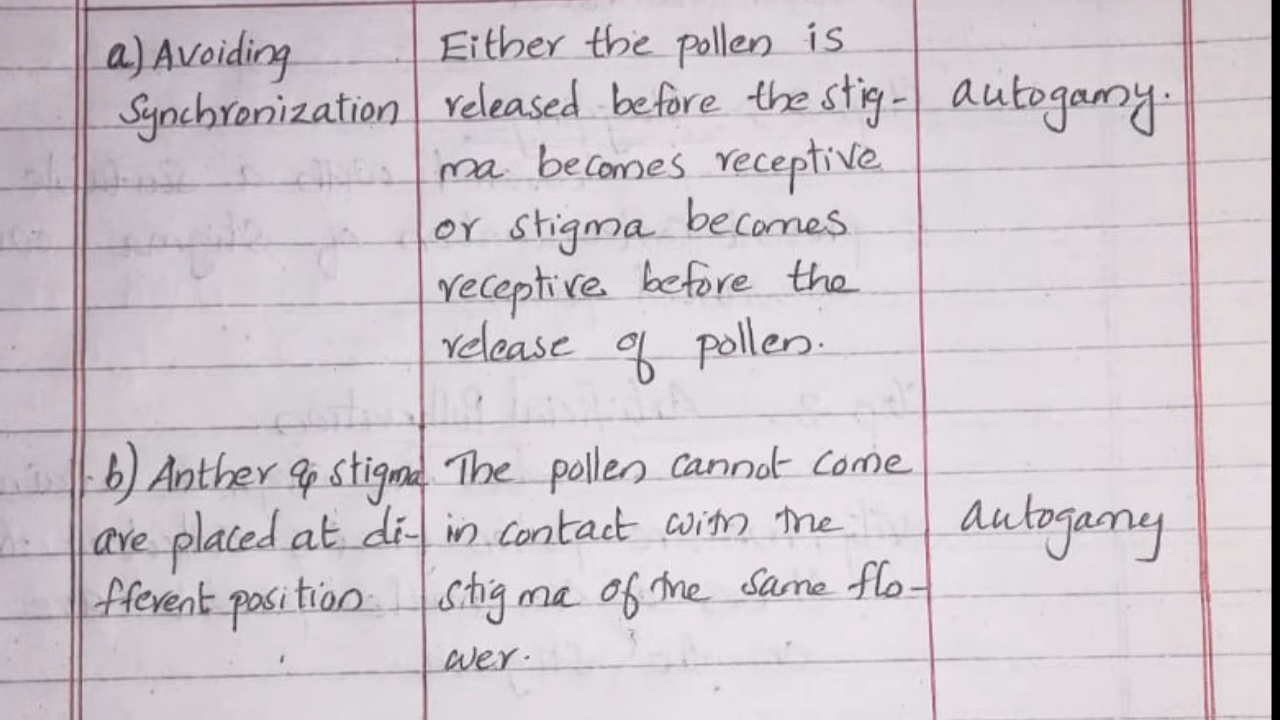 a) Avoiding
Synchronization
Either the pollen is
released before the stig-
ma becomes receptive
or stigma becomes
receptive before the
release of pollen.
autogamy.
b) Anther & stigma
are placed at di-
fferent position
The pollen cannot come
in contact with the
stigma of the same flo-
wer.
autogamy